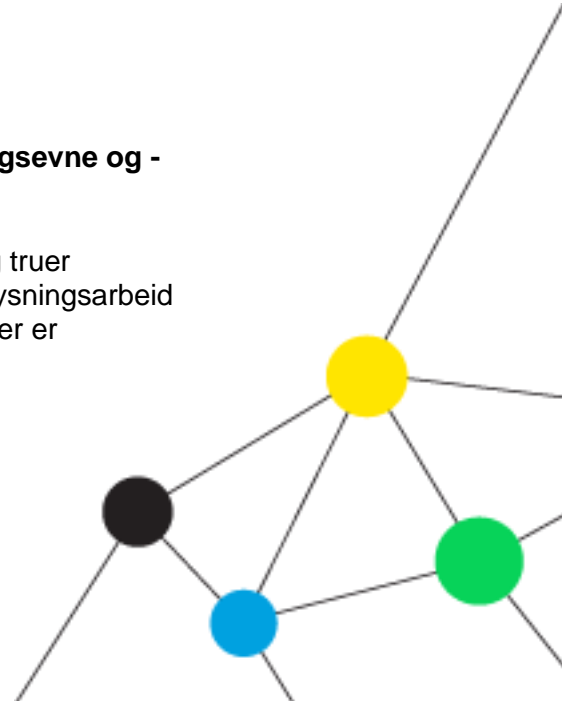 gsevne og -
truer
ysningsarbeid
er er